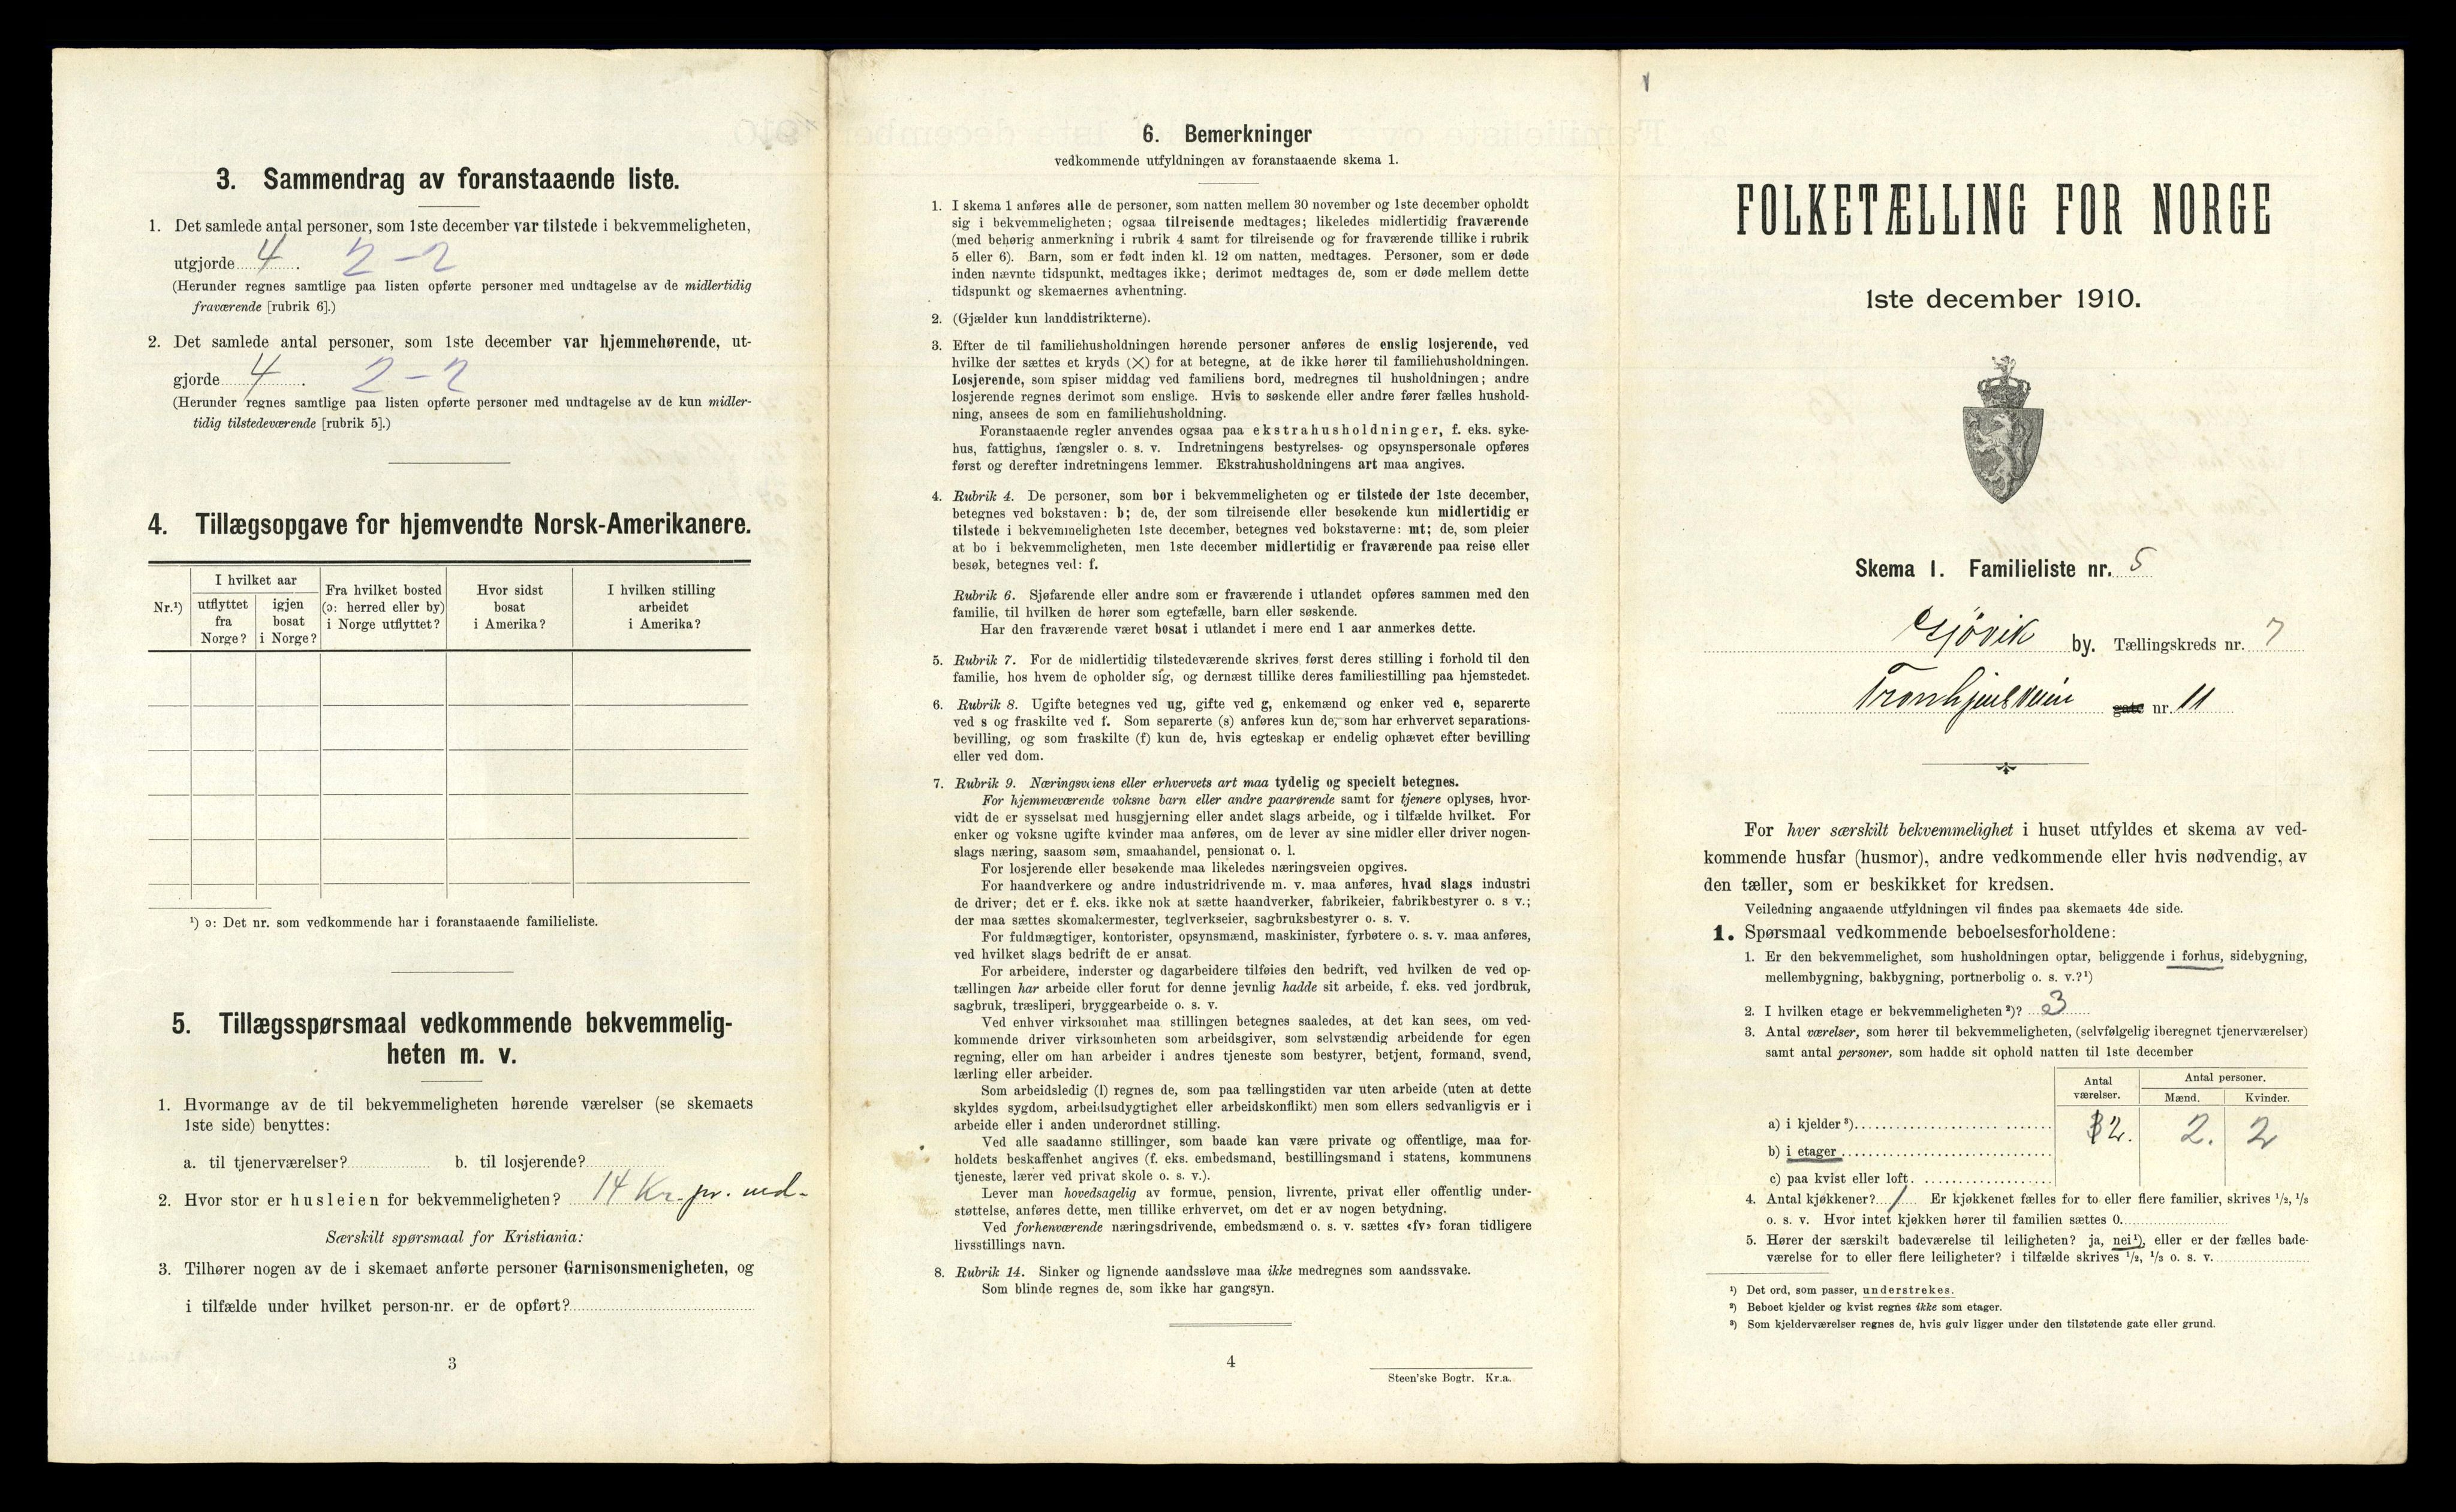 3. Sammendrag av foranstaaende liste.
1. Det samlede antal personer, som 1ste december var tilstede i bekvemmeligheten,
utgjorde 4. 2-2
(Herunder regnes samtlige paa listen opførte personer med undtagelse av de midlertidig
fraværende [rubrik 6].)
2. Det samlede antal personer, som 1ste december var hjemmehørende, ut-
gjorde 4. 2-2
(Herunder regnes samtlige paa listen opførte personer med undtagelse av de kun midler-
tidig tilstedeværende [rubrik 5].)
4. Tillægsopgave for hjemvendte Norsk-Amerikanere.
Nr.¹) I hvilket aar utflyttet fra Norge? igjen bosat i Norge? Fra hvilket bosted (ɔ: herred eller by) i Norge utflyttet? Hvor sidst bosat i Amerika? I hvilken stilling arbeidet i Amerika?
¹) ɔ: Det nr. som vedkommende har i foranstaaende familieliste.
5. Tillægsspørsmaal vedkommende bekvemmelig-
heten m. v.
1. Hvormange av de til bekvemmeligheten hørende værelser (se skemaets
1ste side) benyttes:
a. til tjenerværelser? b. til losjerende?
2. Hvor stor er husleien for bekvemmeligheten? 14 Kr. pr. md.
Særskilt spørsmaal for Kristiania:
3. Tilhører nogen av de i skemaet anførte personer Garnisonsmenigheten, og
i tilfælde under hvilket person-nr. er de opført?
3
6. Bemerkninger
vedkommende utfyldningen av foranstaaende skema 1.
1. I skema 1 anføres alle de personer, som natten mellem 30 november og 1ste december opholdt
sig i bekvemmeligheten; ogsaa tilreisende medtages; likeledes midlertidig fraværende
(med behørig anmerkning i rubrik 4 samt for tilreisende og for fraværende tillike i rubrik
5 eller 6). Barn, som er født inden kl. 12 om natten, medtages. Personer, som er døde
inden nævnte tidspunkt, medtages ikke; derimot medtages de, som er døde mellem dette
tidspunkt og skemaernes avhentning.
2. (Gjælder kun landdistrikterne).
3. Efter de til familiehusholdningen hørende personer anføres de enslig losjerende, ved
hvilke der sættes et kryds (X) for at betegne, at de ikke hører til familiehusholdningen.
Losjerende, som spiser middag ved familiens bord, medregnes til husholdningen; andre
losjerende regnes derimot som enslige. Hvis to søskende eller andre fører fælles hushold-
ning, ansees de som en familiehusholdning.
Foranstaaende regler anvendes ogsaa paa ekstrahusholdninger, f. eks. syke-
hus, fattighus, fængsler o. s. v. Indretningens bestyrelses- og opsynspersonale opføres
først og derefter indretningens lemmer. Ekstrahusholdningens art maa angives.
4. Rubrik 4. De personer, som bor i bekvemmeligheten og er tilstede der 1ste december,
betegnes ved bokstaven: b; de, der som tilreisende eller besøkende kun midlertidig er
tilstede i bekvemmeligheten 1ste december, betegnes ved bokstaverne: mt; de, som pleier
at bo i bekvemmeligheten, men 1ste december midlertidig er fraværende paa reise eller
besøk, betegnes ved: f.
Rubrik 6. Sjøfarende eller andre som er fraværende i utlandet opføres sammen med den
familie, til hvilken de hører som egtefælle, barn eller søskende.
Har den fraværende været bosat i utlandet i mere end 1 aar anmerkes dette.
5. Rubrik 7. For de midlertidig tilstedeværende skrives først deres stilling i forhold til den
familie, hos hvem de opholder sig, og dernæst tillike deres familiestilling paa hjemstedet.
6. Rubrik 8. Ugifte betegnes ved ug, gifte ved g, enkemænd og enker ved e, separerte
ved s og fraskilte ved f. Som separerte (s) anføres kun de, som har erhvervet separations-
bevilling, og som fraskilte (f) kun de, hvis egteskap er endelig ophævet efter bevilling
eller ved dom.
7. Rubrik 9. Næringsveiens eller erhvervets art maa tydelig og specielt betegnes.
For hjemmeværende voksne barn eller andre paarørende samt for tjenere oplyses, hvor-
vidt de er sysselsat med husgjerning eller andet slags arbeide, og i tilfælde hvilket. For
enker og voksne ugifte kvinder maa anføres, om de lever av sine midler eller driver nogen-
slags næring, saasom søm, smaahandel, pensionat o. l.
For losjerende eller besøkende maa likeledes næringsveien opgives.
For haandverkere og andre industridrivende m. v. maa anføres, hvad slags industri
de driver; det er f. eks. ikke nok at sætte haandverker, fabrikeier, fabrikbestyrer o. s v.;
der maa sættes skomakermester, teglverkseier, sagbruksbestyrer o. s. v.
For fuldmægtiger, kontorister, opsynsmænd, maskinister, fyrbøtere o. s. v. maa anføres,
ved hvilket slags bedrift de er ansat.
For arbeidere, inderster og dagarbeidere tilføies den bedrift, ved hvilken de ved op-
tællingen har arbeide eller forut for denne jevnlig hadde sit arbeide, f. eks. ved jordbruk,
sagbruk, træsliperi, bryggearbeide o. s. v.
Ved enhver virksomhet maa stillingen betegnes saaledes, at det kan sees, om ved-
kommende driver virksomheten som arbeidsgiver, som selvstændig arbeidende for egen
regning, eller om han arbeider i andres tjeneste som bestyrer, betjent, formand, svend,
lærling eller arbeider.
Som arbeidsledig (l) regnes de, som paa tællingstiden var uten arbeide (uten at dette
skyldes sygdom, arbeidsudygtighet eller arbeidskonflikt) men som ellers sedvanligvis er i
arbeide eller i anden underordnet stilling.
Ved alle saadanne stillinger, som baade kan være private og offentlige, maa for-
holdets beskaffenhet angives (f. eks. embedsmand, bestillingsmand i statens, kommunens
tjeneste, lærer ved privat skole o. s. v.).
Lever man hovedsagelig av formue, pension, livrente, privat eller offentlig under-
støttelse, anføres dette, men tillike erhvervet, om det er av nogen betydning.
Ved forhenværende næringsdrivende, embedsmænd o. s. v. sættes «fv» foran tidligere
livsstillings navn.
8. Rubrik 14. Sinker og lignende aandssløve maa ikke medregnes som aandssvake.
Som blinde regnes de, som ikke har gangsyn.
4
Steen'ske Bogtr. Kr.a.
FOLKETÆLLING FOR NORGE
1ste december 1910.
Skema 1. Familieliste nr. 5
Gjövik by. Tællingskreds nr. 7
gate nr. 11
For hver særskilt bekvemmelighet i huset utfyldes et skema av ved-
kommende husfar (husmor), andre vedkommende eller hvis nødvendig, av
den tæller, som er beskikket for kredsen.
Veiledning angaaende utfyldningen vil findes paa skemaets 4de side.
1. Spørsmaal vedkommende beboelsesforholdene:
1. Er den bekvemmelighet, som husholdningen optar, beliggende i forhus, sidebygning,
mellembygning, bakbygning, portnerbolig o. s. v.?¹)
2. I hvilken etage er bekvemmeligheten²)? 3
3. Antal værelser, som hører til bekvemmeligheten, (selvfølgelig iberegnet tjenerværelser)
samt antal personer, som hadde sit ophold natten til 1ste december
Antal værelser. Antal personer. Mænd. Kvinder.
a) i kjelder³) 2. 2. 2
b) i etager
c) paa kvist eller loft
4. Antal kjøkkener? 1 Er kjøkkenet fælles for to eller flere familier, skrives ¹/₂, ¹/₃
o. s. v. Hvor intet kjøkken hører til familien sættes 0.
5. Hører der særskilt badeværelse til leiligheten? ja, nei¹), eller er der fælles bade-
værelse for to eller flere leiligheter? i tilfælde skrives ¹/₂, ¹/₃ o. s. v.
¹) Det ord, som passer, understrekes.
²) Beboet kjelder og kvist regnes ikke som etager.
³) Som kjelderværelser regnes de, hvis gulv ligger under den tilstøtende gate eller grund.